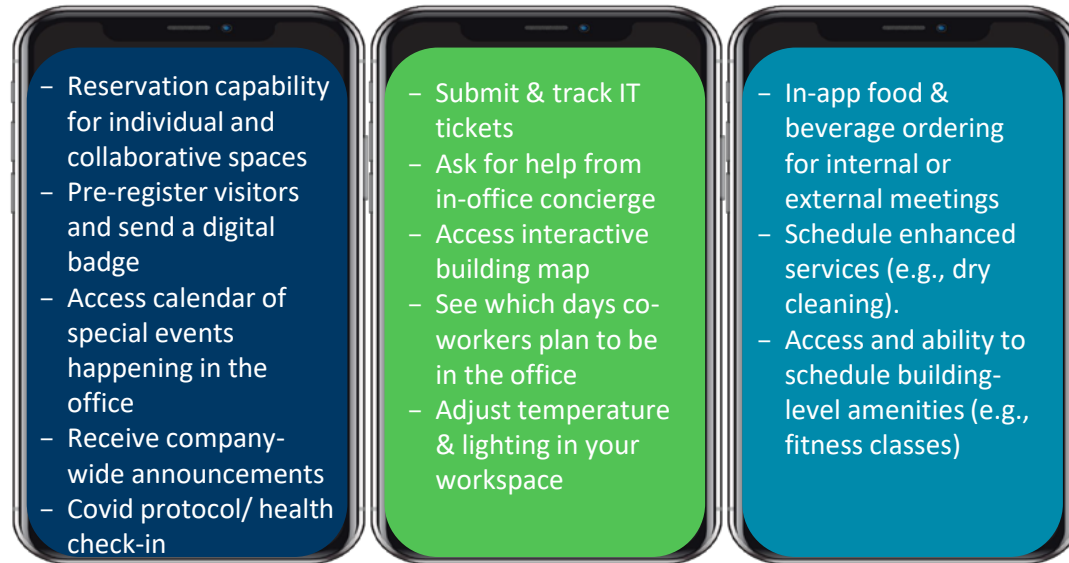 – Reservation capability
for individual and
collaborative spaces
– Pre-register visitors
and send a digital
badge
– Access calendar of
special events
happening in the
office
– Receive company-
wide announcements
– Covid protocol/ health
check-in
– Submit & track IT
tickets
– Ask for help from
in-office concierge
– Access interactive
building map
– See which days co-
workers plan to be
in the office
– Adjust temperature
& lighting in your
workspace
– In-app food &
beverage ordering
for internal or
external meetings
– Schedule enhanced
services (e.g., dry
cleaning).
– Access and ability to
schedule building-
level amenities (e.g.,
fitness classes)